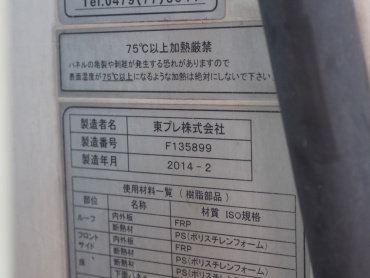 Tel.0479(77)
75℃以上加熱厳禁
パネルの亀裂や剥離が発生する恐れがありますので
表面温度が75℃以上になるような加熱は絶対にしないで下さい
製造者名 東プレ株式会社
製造番号 F135899
製造年月 2014-2
使用材料一覧（樹脂部品）
部位 名称 材質 ISO規格
ルーフ 内外板 FRP
断熱材 PS(ポリスチレンフォーム)
フロント サイド 内外板 FRP
断熱材 PS(ポリスチレンフォーム)
床 内外板 FRP
断熱材 PS(ポリスチレンフォーム)